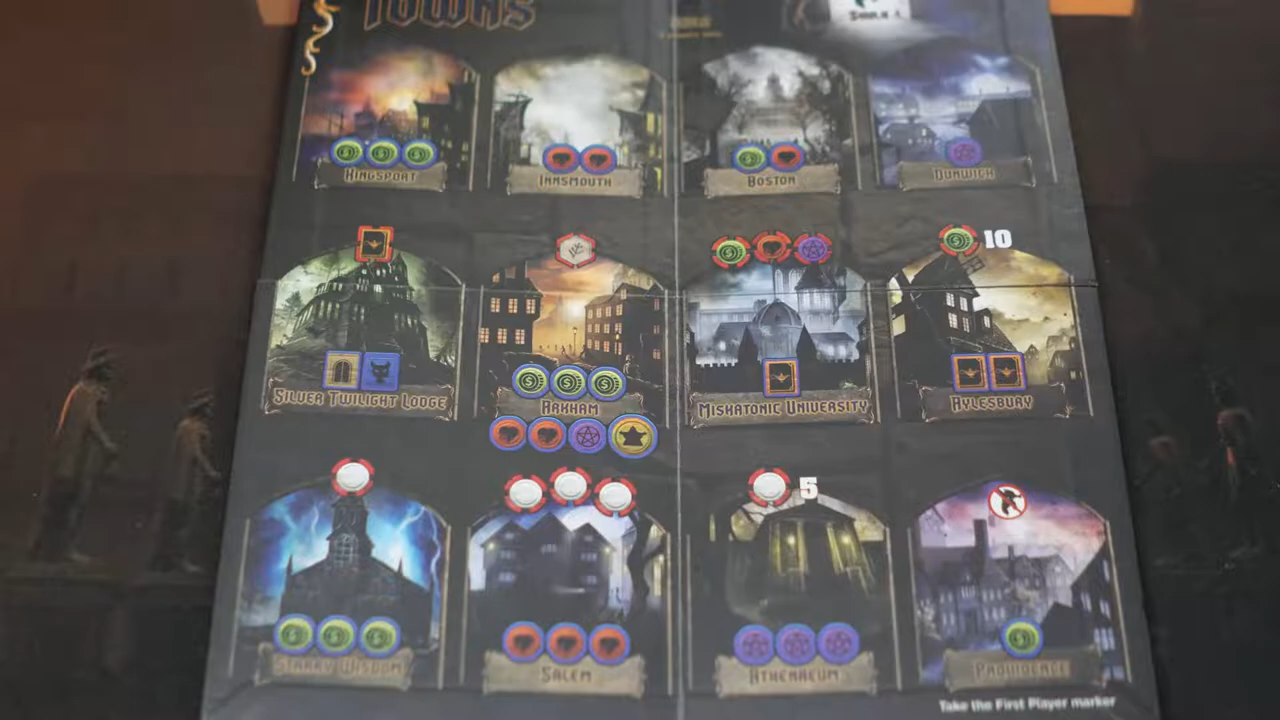 TOWNS
KINGSPORT
INNSMOUTH
BOSTON
DUNWICH
10
SILVER TWILIGHT LODGE
ARKHAM
MISKATONIC UNIVERSITY
AYLESBURY
5
STARRY WISDOM
SALEM
ATHENAEUM
PROVIDENCE
Take the First Player marker